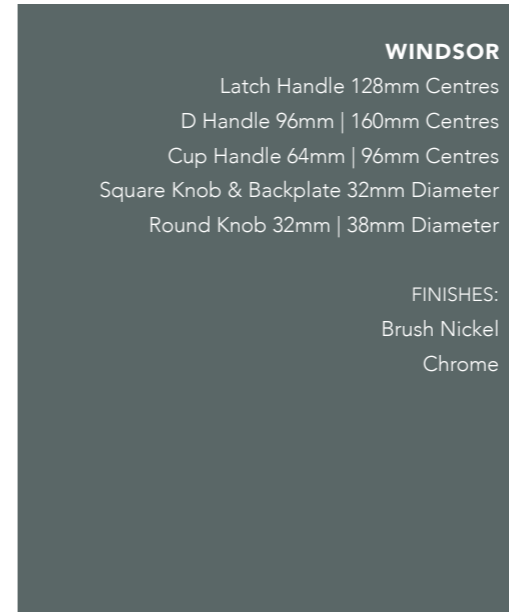 WINDSOR
Latch Handle 128mm Centres
D Handle 96mm | 160mm Centres
Cup Handle 64mm | 96mm Centres
Square Knob & Backplate 32mm Diameter
Round Knob 32mm | 38mm Diameter
FINISHES:
Brush Nickel
Chrome